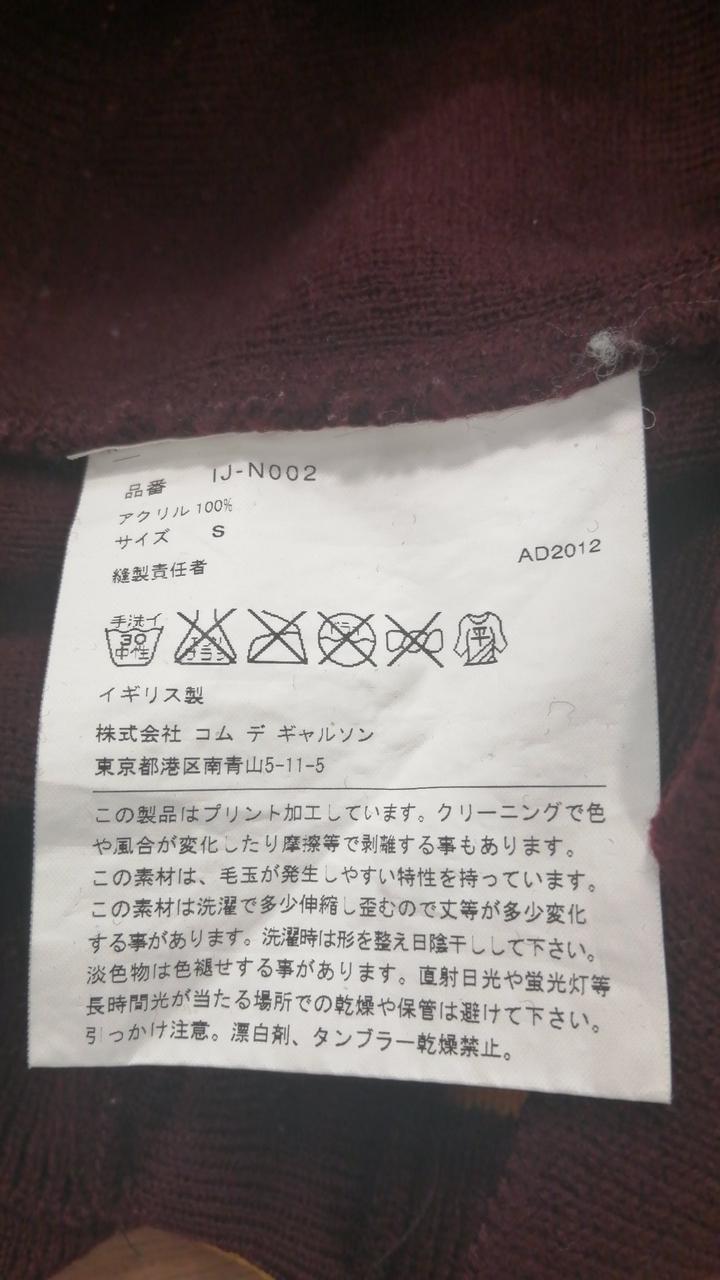 品番 IJ-N002
アクリル 100%
サイズ S
縫製責任者
AD2012
手洗イ
30
中性
平
イギリス製
株式会社 コム デ ギャルソン
東京都港区南青山5-11-5
この製品はプリント加工しています。クリーニングで色
や風合が変化したり摩擦等で剥離する事もあります。
この素材は、毛玉が発生しやすい特性を持っています。
この素材は洗濯で多少伸縮し歪むので丈等が多少変化
する事があります。洗濯時は形を整え日陰干しして下さい。
淡色物は色褪せする事があります。直射日光や蛍光灯等
長時間光が当たる場所での乾燥や保管は避けて下さい。
引っかけ注意。漂白剤、タンブラー乾燥禁止。